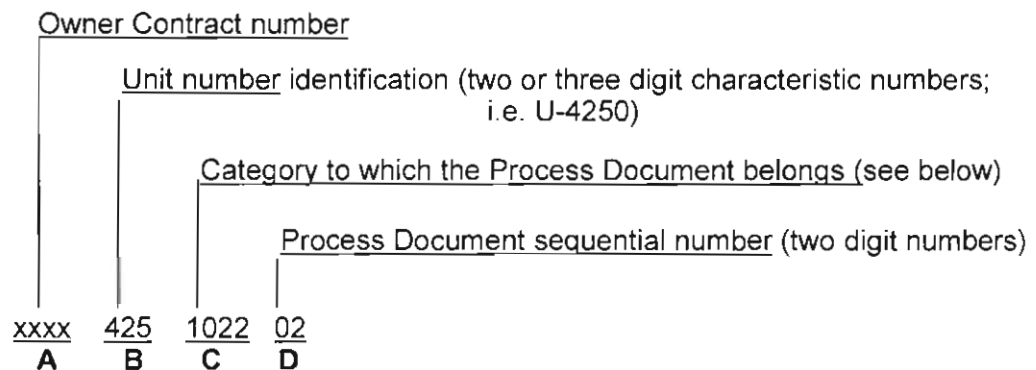 Owner Contract number
Unit number identification (two or three digit characteristic numbers;
i.e. U-4250)
Category to which the Process Document belongs (see below)
Process Document sequential number (two digit numbers)
xxxx 425 1022 02
A B C D